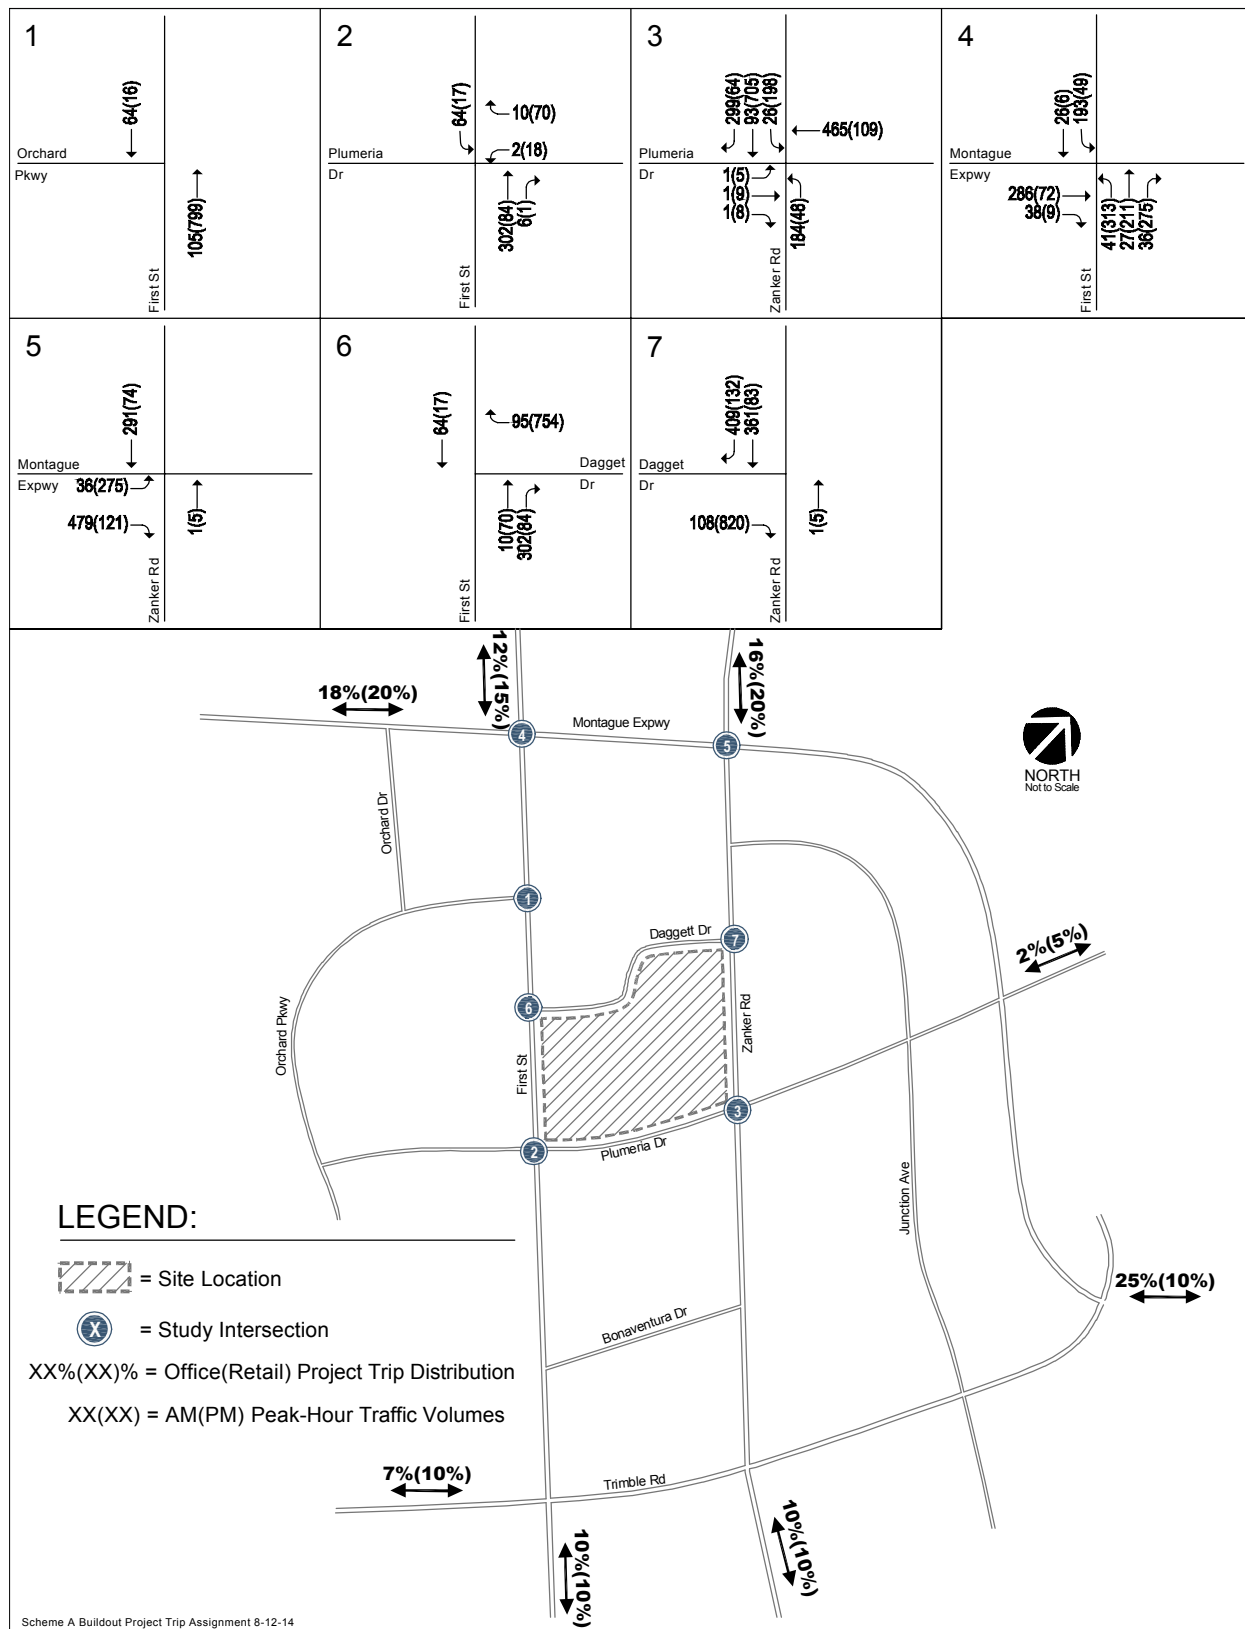 1
64(16)
Orchard
Pkwy
105(799)
First St
2
64(17)
10(70)
2(18)
Plumeria
Dr
302(84)
6(1)
First St
3
299(64)
93(705)
26(198)
465(109)
Plumeria
Dr
1(5)
1(9)
1(8)
184(48)
Zanker Rd
4
26(6)
193(49)
Montague
Expwy
286(72)
38(9)
41(313)
27(211)
36(275)
First St
5
291(74)
Montague
Expwy
36(275)
479(121)
1(5)
Zanker Rd
6
64(17)
95(754)
Dagget
Dr
10(70)
302(84)
First St
7
409(132)
361(83)
Dagget
Dr
108(820)
1(5)
Zanker Rd
12%(15%)
16%(20%)
18%(20%)
Montague Expwy
4
5
NORTH
Not to Scale
Orchard Dr
1
Daggett Dr
7
2%(5%)
6
Orchard Pkwy
First St
Zanker Rd
3
2
Plumeria Dr
Junction Ave
LEGEND:
= Site Location
X
= Study Intersection
XX%(XX)% = Office(Retail) Project Trip Distribution
XX(XX) = AM(PM) Peak-Hour Traffic Volumes
25%(10%)
Bonaventura Dr
7%(10%)
Trimble Rd
10%(10%)
10%(10%)
Scheme A Buildout Project Trip Assignment 8-12-14